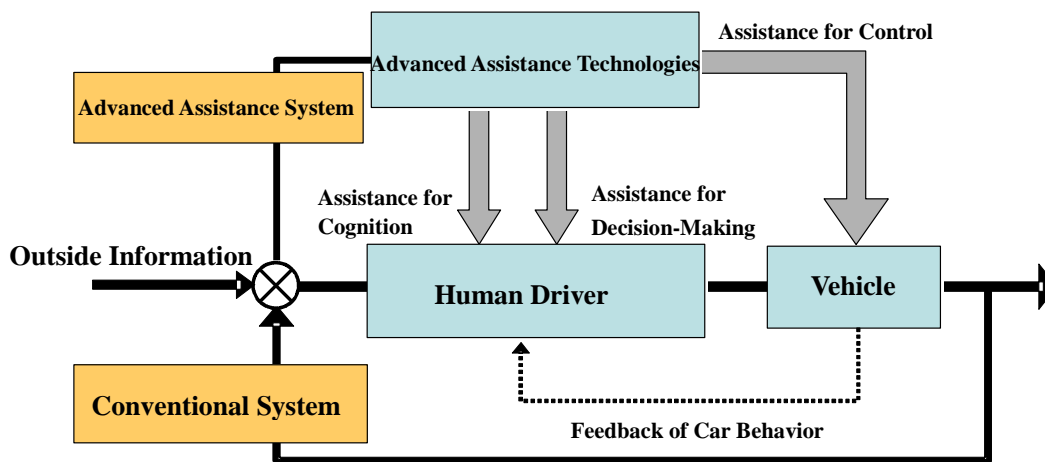 Assistance for Control
Advanced Assistance Technologies
Advanced Assistance System
Assistance for
Cognition
Assistance for
Decision-Making
Outside Information
Human Driver
Vehicle
Conventional System
Feedback of Car Behavior